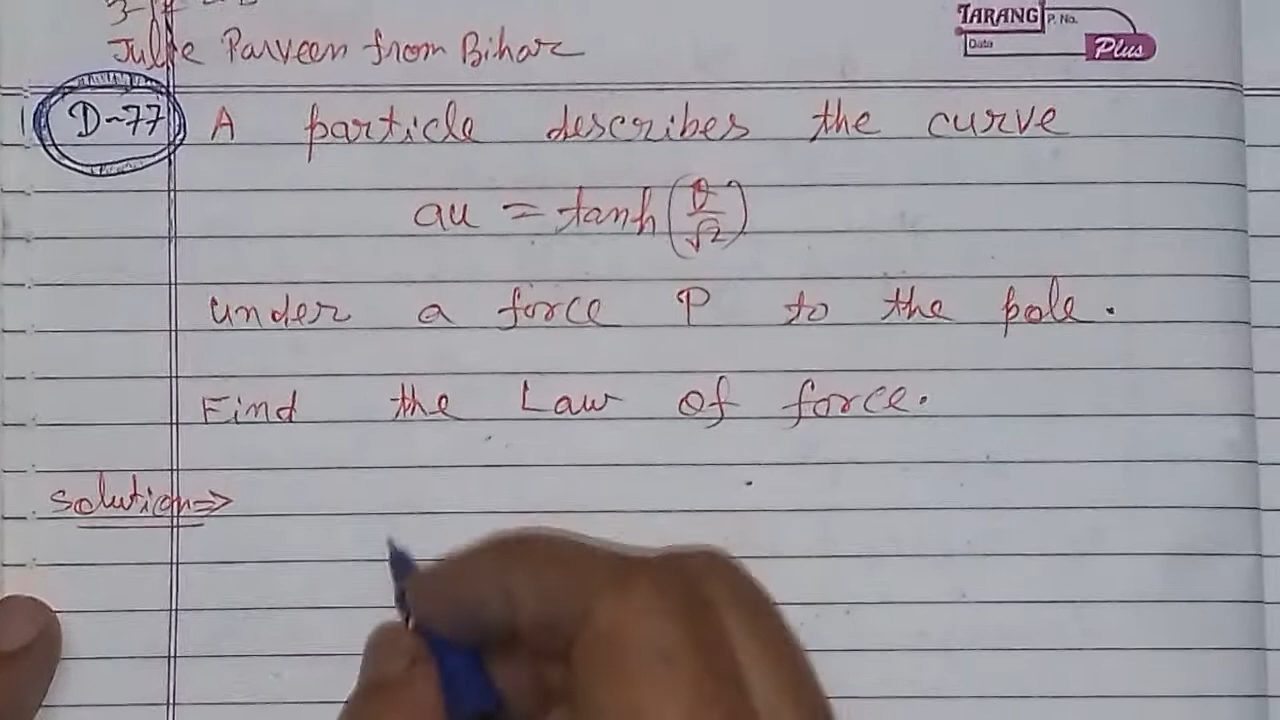 Julie Parveen from Bihar
TARANG P. No.
Data Plus
D-77 A particle describes the curve
au = tanh(θ/√2)
under a force P to the pole.
Find the Law of force.
Solution⇒